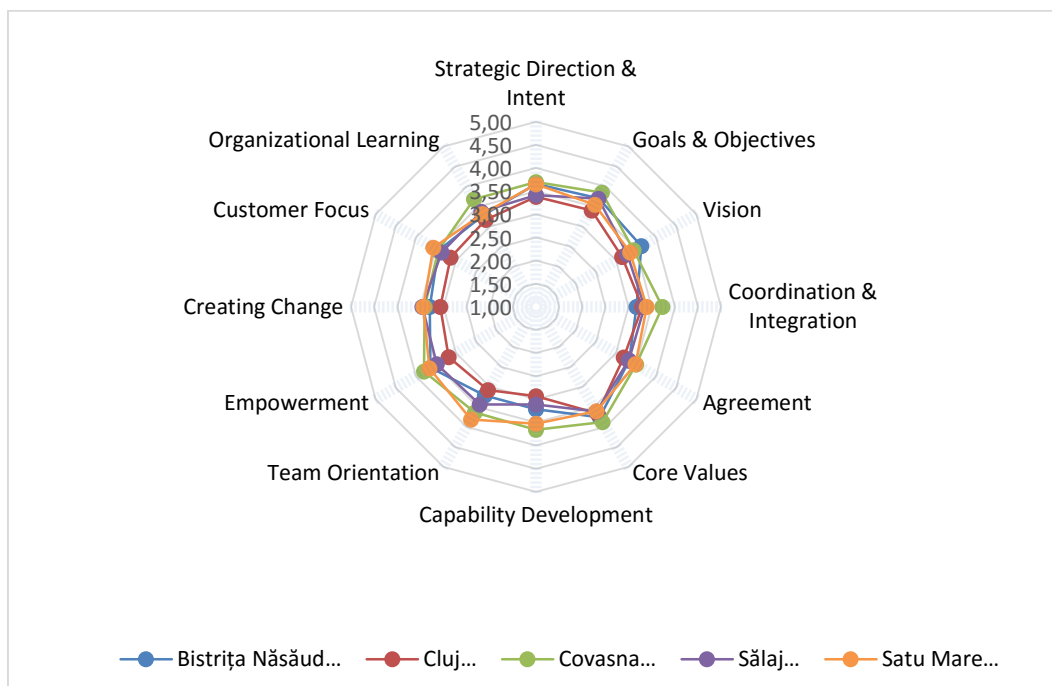 Strategic Direction &
Intent
Organizational Learning
Goals & Objectives
Customer Focus
Vision
Creating Change
Coordination &
Integration
Empowerment
Agreement
Team Orientation
Core Values
Capability Development
5,00
4,50
4,00
3,50
3,00
2,50
2,00
1,50
1,00
Bistrița Năsăud...
Cluj...
Covasna...
Sălaj...
Satu Mare...